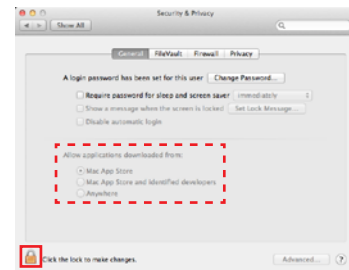 Security & Privacy
Show All
General FileVault Firewall Privacy
A login password has been set for this user Change Password...
Require password for sleep and screen saver immediately
Show a message when the screen is locked Set Lock Message...
Disable automatic login
Allow applications downloaded from:
Mac App Store
Mac App Store and identified developers
Anywhere
Click the lock to make changes. Advanced... ?